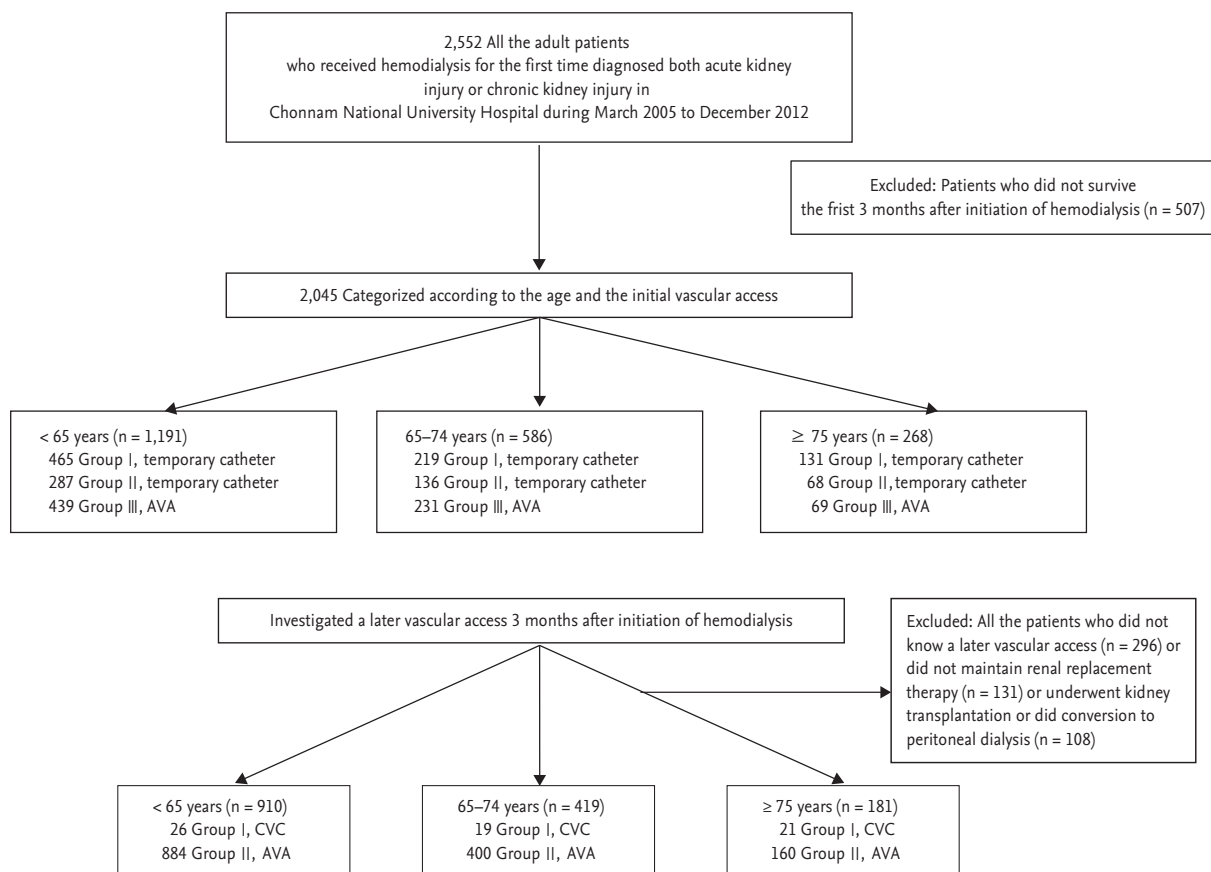 2,552 All the adult patients
who received hemodialysis for the first time diagnosed both acute kidney
injury or chronic kidney injury in
Chonnam National University Hospital during March 2005 to December 2012
Excluded: Patients who did not survive
the frist 3 months after initiation of hemodialysis (n = 507)
2,045 Categorized according to the age and the initial vascular access
< 65 years (n = 1,191)
465 Group Ⅰ, temporary catheter
287 Group Ⅱ, temporary catheter
439 Group Ⅲ, AVA
65–74 years (n = 586)
219 Group Ⅰ, temporary catheter
136 Group Ⅱ, temporary catheter
231 Group Ⅲ, AVA
≥ 75 years (n = 268)
131 Group Ⅰ, temporary catheter
68 Group Ⅱ, temporary catheter
69 Group Ⅲ, AVA
Investigated a later vascular access 3 months after initiation of hemodialysis
Excluded: All the patients who did not
know a later vascular access (n = 296) or
did not maintain renal replacement
therapy (n = 131) or underwent kidney
transplantation or did conversion to
peritoneal dialysis (n = 108)
< 65 years (n = 910)
26 Group Ⅰ, CVC
884 Group Ⅱ, AVA
65–74 years (n = 419)
19 Group Ⅰ, CVC
400 Group Ⅱ, AVA
≥ 75 years (n = 181)
21 Group Ⅰ, CVC
160 Group Ⅱ, AVA